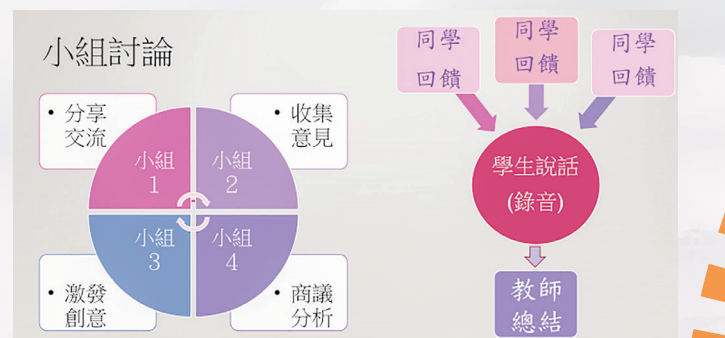 小組討論
• 分享
交流
• 收集
意見
小組
1
小組
2
小組
3
小組
4
• 激發
創意
• 商議
分析
同學
回饋
同學
回饋
同學
回饋
學生說話
(錄音)
教師
總結